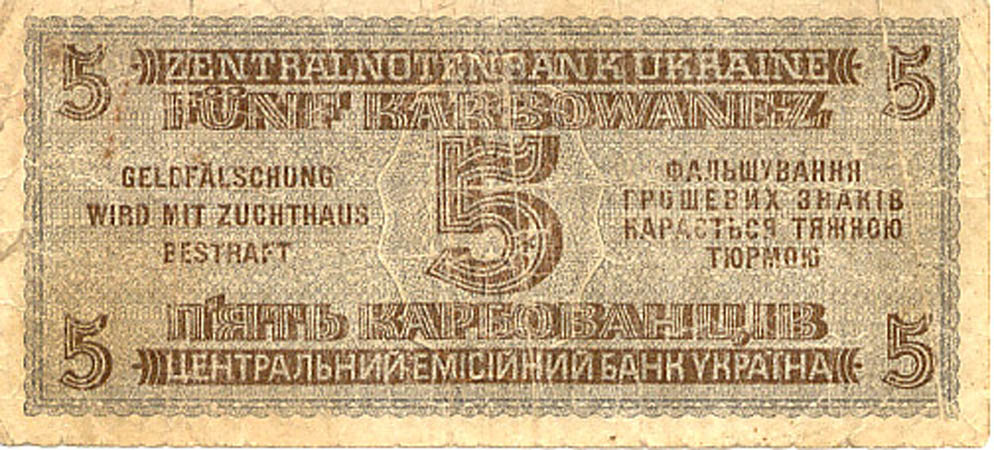 5 ZENTRALNOTENBANK UKRAINE 5
FÜNF KARBOWANEZ
5
GELDFÄLSCHUNG
WIRD MIT ZUCHTHAUS
BESTRAFT
ФАЛЬШУВАННЯ
ГРОШЕВИХ ЗНАКІВ
КАРАЄТЬСЯ ТЯЖКОЮ
ТЮРМОЮ
П'ЯТЬ КАРБОВАНЦІВ
5 ЦЕНТРАЛЬНИЙ ЕМІСІЙНИЙ БАНК УКРАЇНА 5